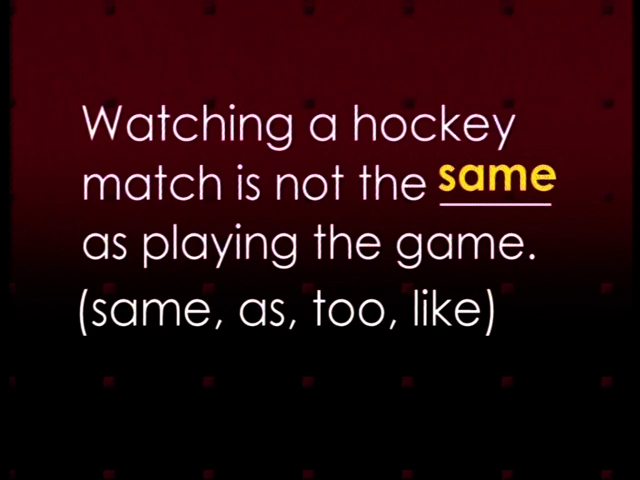 Watching a hockey
match is not the same
as playing the game.
(same, as, too, like)